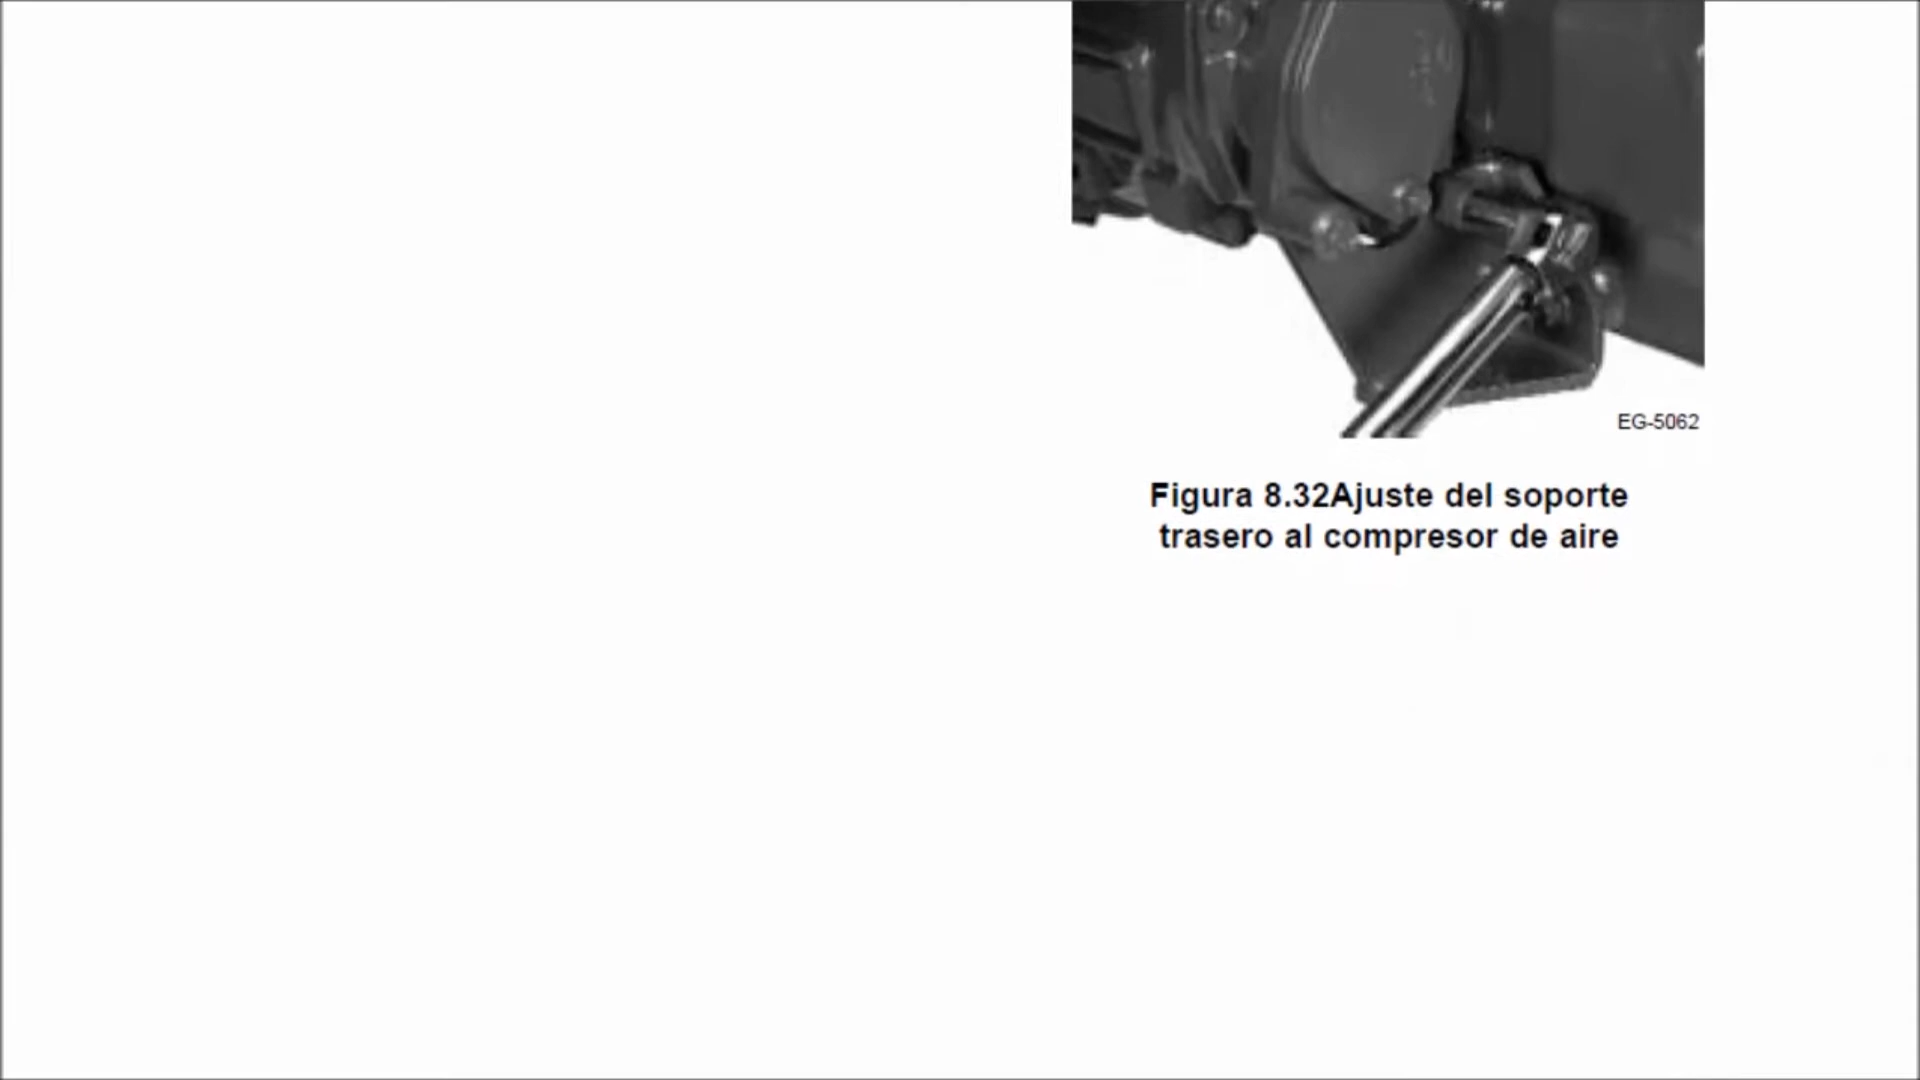 EG-5062
Figura 8.32Ajuste del soporte
trasero al compresor de aire